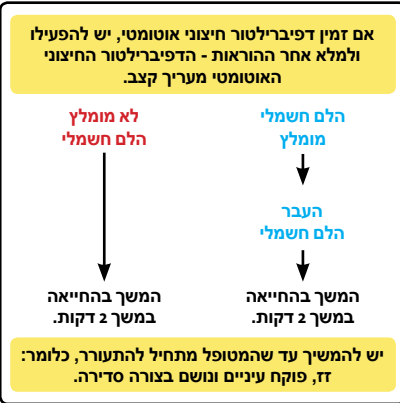 אם זמין דפיברילטור חיצוני אוטומטי, יש להפעילו
ולמלא אחר ההוראות - הדפיברילטור החיצוני
האוטומטי מעריך קצב.
הלם חשמלי
מומלץ
העבר
הלם חשמלי
המשך בהחייאה
במשך 2 דקות.
לא מומלץ
הלם חשמלי
המשך בהחייאה
במשך 2 דקות.
יש להמשיך עד שהמטופל מתחיל להתעורר, כלומר:
זז, פוקח עיניים ונושם בצורה סדירה.